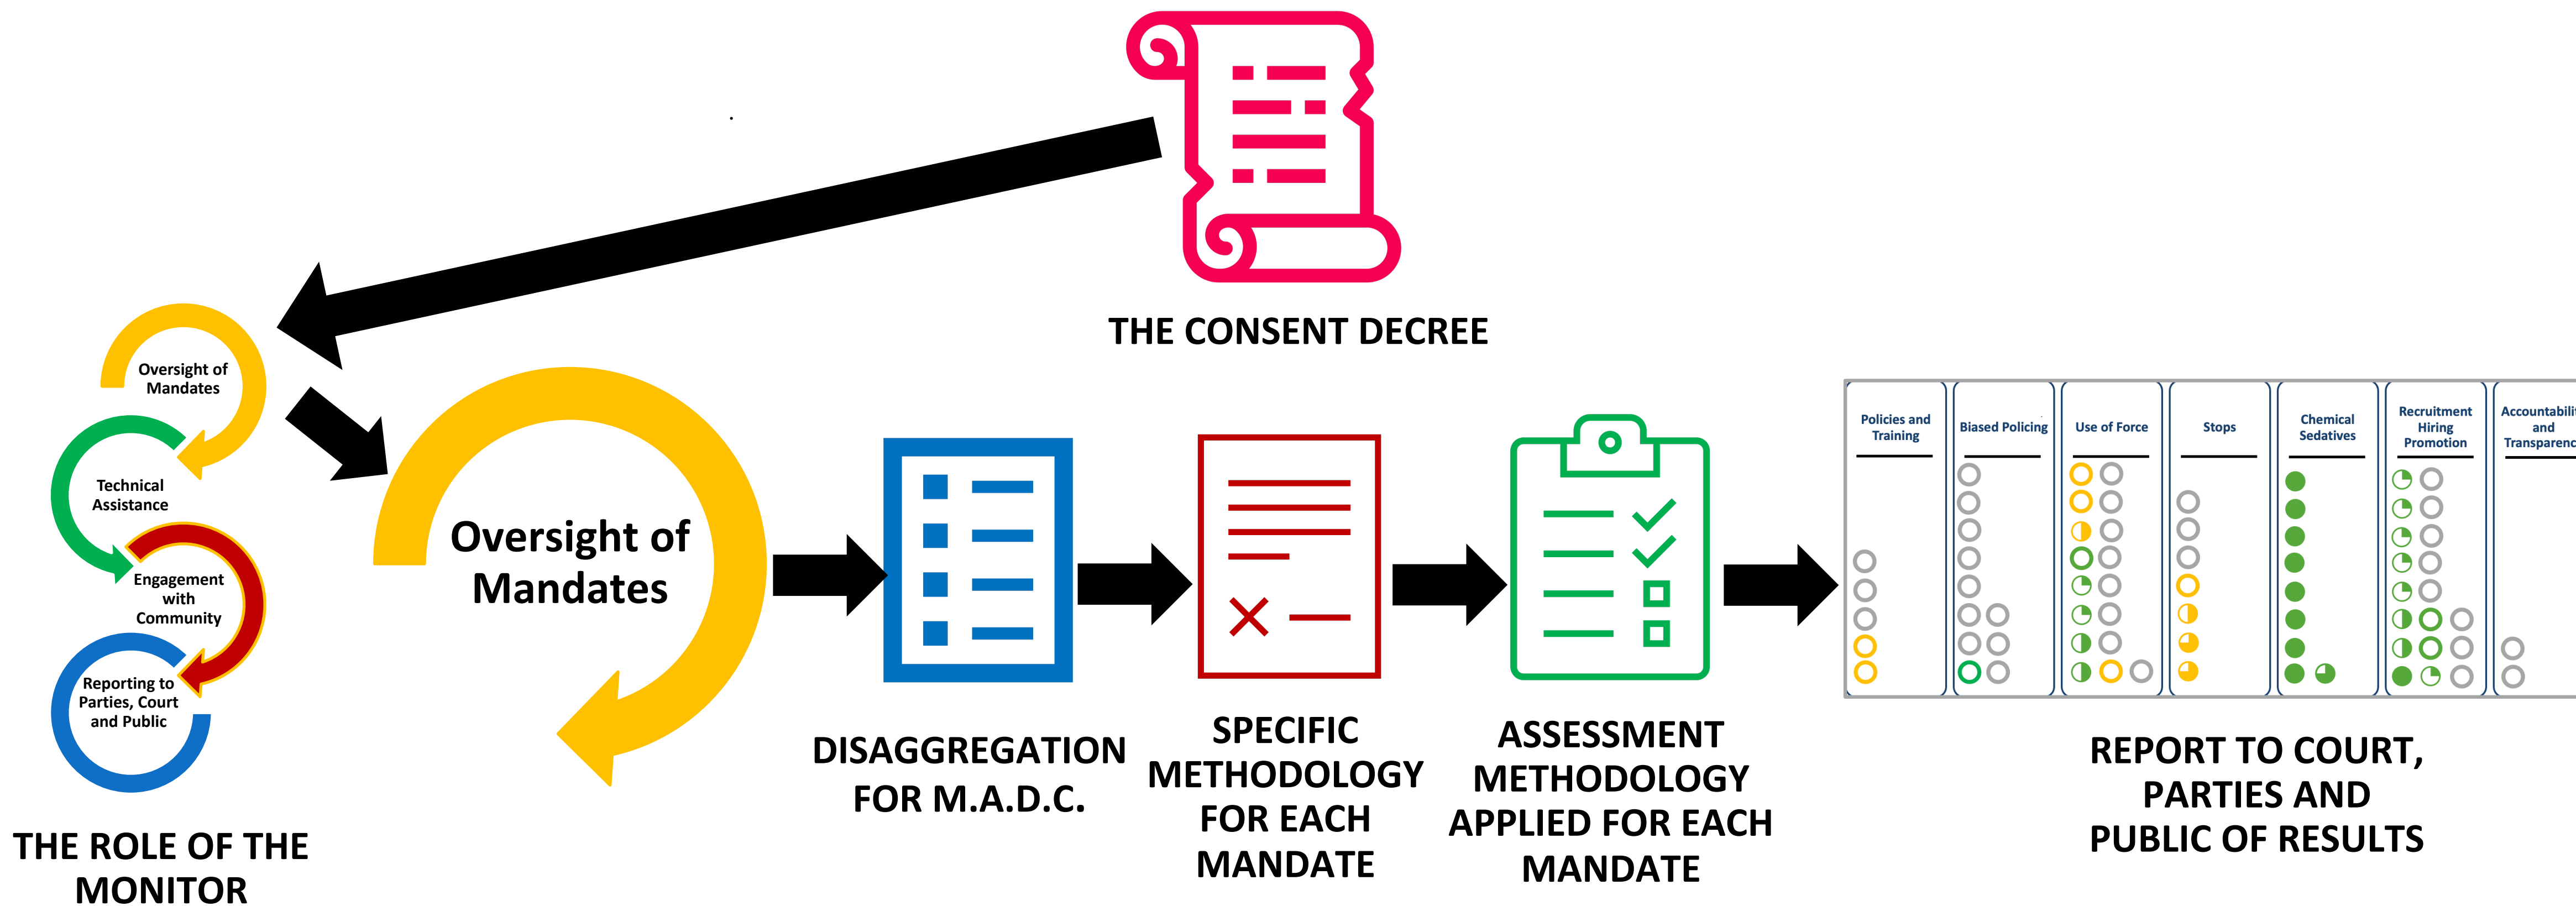 THE CONSENT DECREE
Oversight of
Mandates
Technical
Assistance
Engagement
with
Community
Reporting to
Parties, Court
and Public
THE ROLE OF THE
MONITOR
Oversight of
Mandates
DISAGGREGATION
FOR M.A.D.C.
SPECIFIC
METHODOLOGY
FOR EACH
MANDATE
ASSESSMENT
METHODOLOGY
APPLIED FOR EACH
MANDATE
Policies and
Training
Biased Policing
Use of Force
Stops
Chemical
Sedatives
Recruitment
Hiring
Promotion
Accountabilit
and
Transparenc
REPORT TO COURT,
PARTIES AND
PUBLIC OF RESULTS